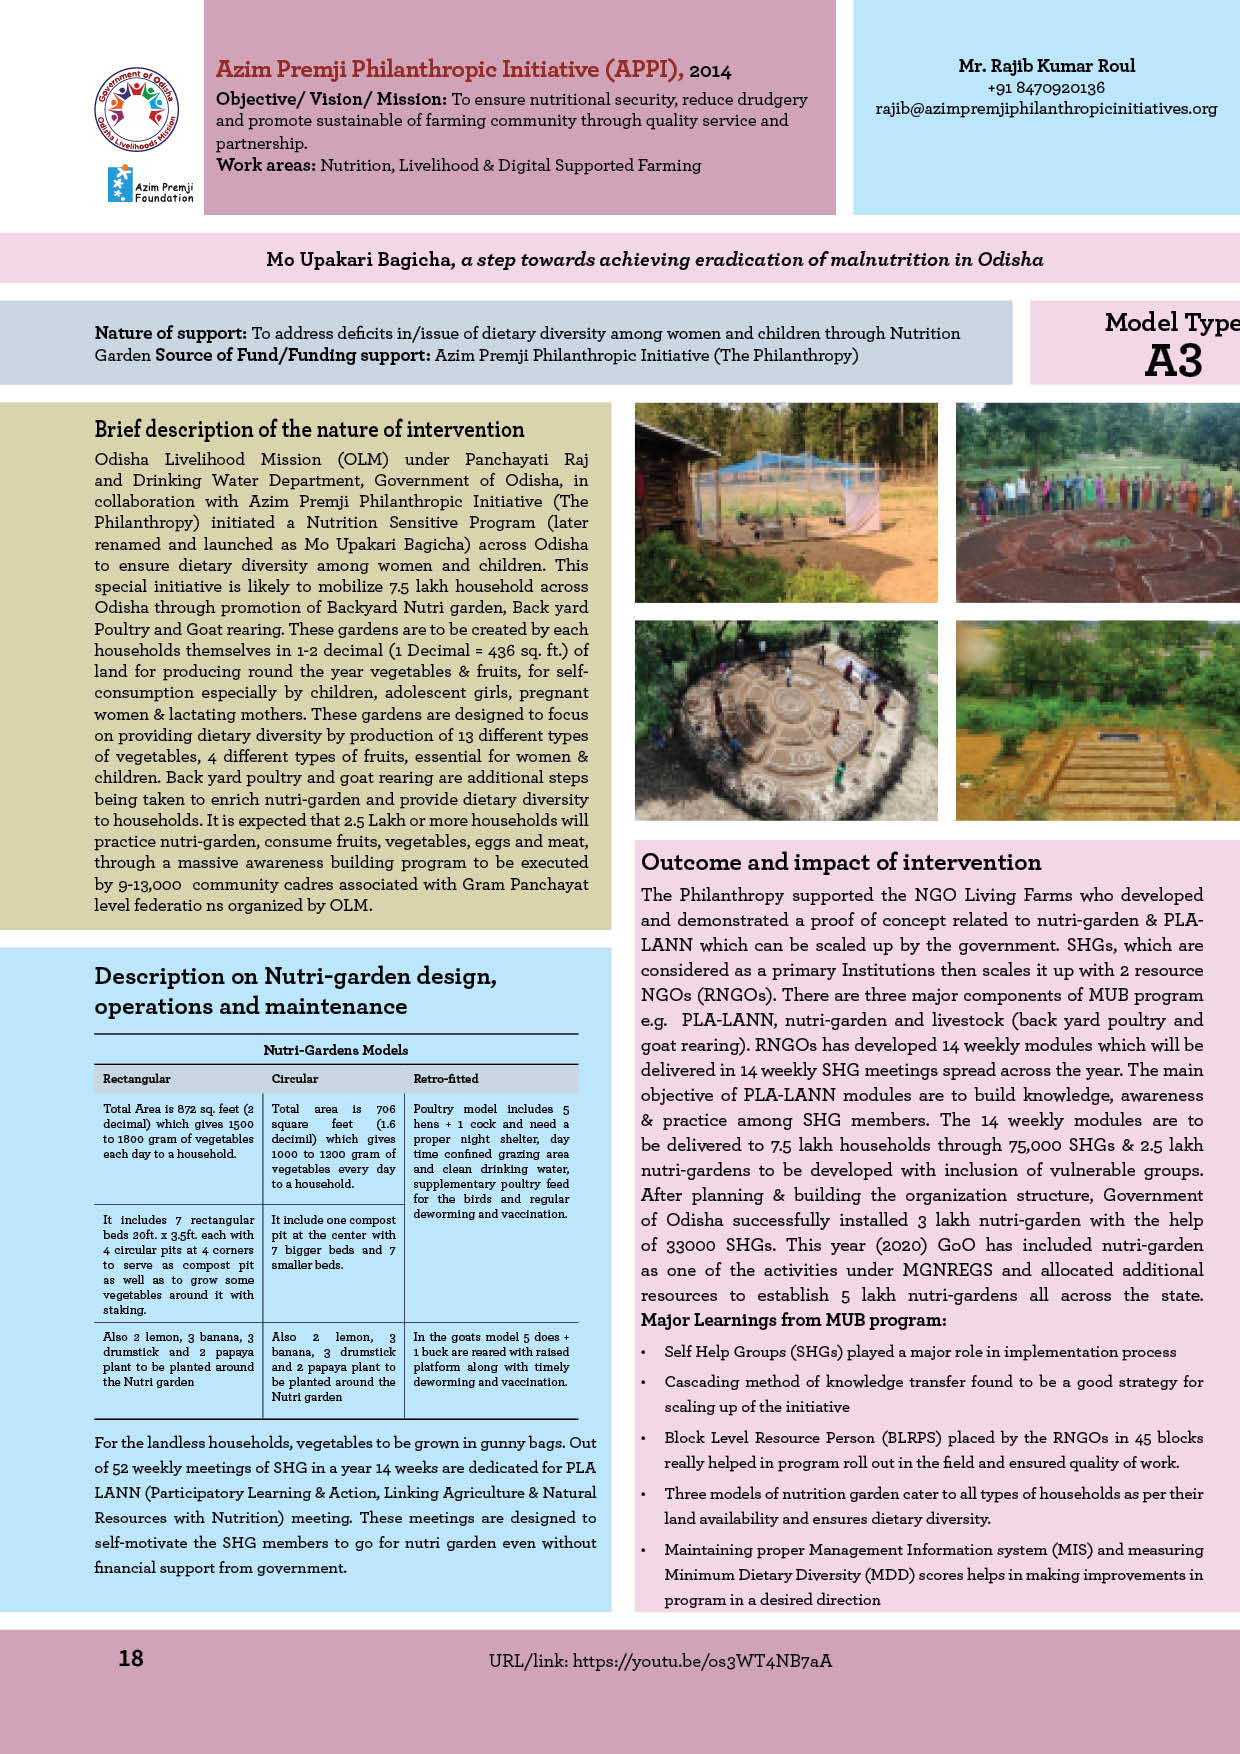 Government of Odisha
Odisha Livelihoods Mission
Azim Premji
Foundation
Azim Premji Philanthropic Initiative (APPI), 2014
Objective/ Vision/ Mission: To ensure nutritional security, reduce drudgery
and promote sustainable of farming community through quality service and
partnership.
Work areas: Nutrition, Livelihood & Digital Supported Farming
Mr. Rajib Kumar Roul
+91 8470920136
rajib@azimpremjiphilanthropicinitiatives.org
Mo Upakari Bagicha, a step towards achieving eradication of malnutrition in Odisha
Nature of support: To address deficits in/issue of dietary diversity among women and children through Nutrition
Garden Source of Fund/Funding support: Azim Premji Philanthropic Initiative (The Philanthropy)
Model Type
A3
Brief description of the nature of intervention
Odisha Livelihood Mission (OLM) under Panchayati Raj
and Drinking Water Department, Government of Odisha, in
collaboration with Azim Premji Philanthropic Initiative (The
Philanthropy) initiated a Nutrition Sensitive Program (later
renamed and launched as Mo Upakari Bagicha) across Odisha
to ensure dietary diversity among women and children. This
special initiative is likely to mobilize 7.5 lakh household across
Odisha through promotion of Backyard Nutri garden, Back yard
Poultry and Goat rearing. These gardens are to be created by each
households themselves in 1-2 decimal (1 Decimal = 436 sq. ft.) of
land for producing round the year vegetables & fruits, for self-
consumption especially by children, adolescent girls, pregnant
women & lactating mothers. These gardens are designed to focus
on providing dietary diversity by production of 13 different types
of vegetables, 4 different types of fruits, essential for women &
children. Back yard poultry and goat rearing are additional steps
being taken to enrich nutri-garden and provide dietary diversity
to households. It is expected that 2.5 Lakh or more households will
practice nutri-garden, consume fruits, vegetables, eggs and meat,
through a massive awareness building program to be executed
by 9-13,000 community cadres associated with Gram Panchayat
level federatio ns organized by OLM.
Description on Nutri-garden design,
operations and maintenance
Nutri-Gardens Models
Rectangular Circular Retro-fitted
Total Area is 872 sq. feet (2
decimal) which gives 1500
to 1800 gram of vegetables
each day to a household.
Total area is 706
square feet (1.6
decimil) which gives
1000 to 1200 gram of
vegetables every day
to a household.
Poultry model includes 5
hens + 1 cock and need a
proper night shelter, day
time confined grazing area
and clean drinking water,
supplementary poultry feed
for the birds and regular
deworming and vaccination.
It includes 7 rectangular
beds 20ft. x 3.5ft. each with
4 circular pits at 4 corners
to serve as compost pit
as well as to grow some
vegetables around it with
staking.
It include one compost
pit at the center with
7 bigger beds and 7
smaller beds.
Also 2 lemon, 3 banana, 3
drumstick and 2 papaya
plant to be planted around
the Nutri garden
Also 2 lemon, 3
banana, 3 drumstick
and 2 papaya plant to
be planted around the
Nutri garden
In the goats model 5 does +
1 buck are reared with raised
platform along with timely
deworming and vaccination.
For the landless households, vegetables to be grown in gunny bags. Out
of 52 weekly meetings of SHG in a year 14 weeks are dedicated for PLA
LANN (Participatory Learning & Action, Linking Agriculture & Natural
Resources with Nutrition) meeting. These meetings are designed to
self-motivate the SHG members to go for nutri garden even without
financial support from government.
Outcome and impact of intervention
The Philanthropy supported the NGO Living Farms who developed
and demonstrated a proof of concept related to nutri-garden & PLA-
LANN which can be scaled up by the government. SHGs, which are
considered as a primary Institutions then scales it up with 2 resource
NGOs (RNGOs). There are three major components of MUB program
e.g. PLA-LANN, nutri-garden and livestock (back yard poultry and
goat rearing). RNGOs has developed 14 weekly modules which will be
delivered in 14 weekly SHG meetings spread across the year. The main
objective of PLA-LANN modules are to build knowledge, awareness
& practice among SHG members. The 14 weekly modules are to
be delivered to 7.5 lakh households through 75,000 SHGs & 2.5 lakh
nutri-gardens to be developed with inclusion of vulnerable groups.
After planning & building the organization structure, Government
of Odisha successfully installed 3 lakh nutri-garden with the help
of 33000 SHGs. This year (2020) GoO has included nutri-garden
as one of the activities under MGNREGS and allocated additional
resources to establish 5 lakh nutri-gardens all across the state.
Major Learnings from MUB program:
• Self Help Groups (SHGs) played a major role in implementation process
• Cascading method of knowledge transfer found to be a good strategy for
scaling up of the initiative
• Block Level Resource Person (BLRPS) placed by the RNGOs in 45 blocks
really helped in program roll out in the field and ensured quality of work.
• Three models of nutrition garden cater to all types of households as per their
land availability and ensures dietary diversity.
• Maintaining proper Management Information system (MIS) and measuring
Minimum Dietary Diversity (MDD) scores helps in making improvements in
program in a desired direction
18
URL/link: https://youtu.be/os3WT4NB7aA